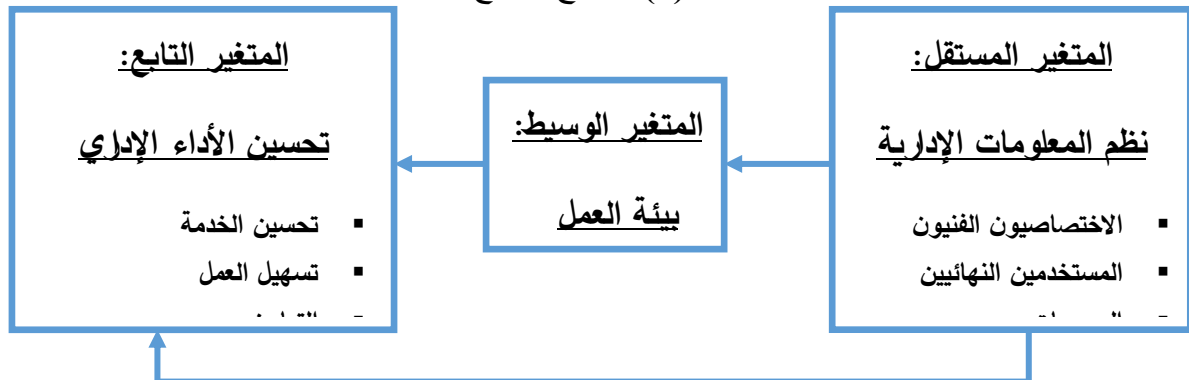 المتغير المستقل:
نظم المعلومات الإدارية
▪ الاختصاصيون الفنيون
▪ المستخدمين النهائيين
المتغير الوسيط:
بيئة العمل
المتغير التابع:
تحسين الأداء الإداري
▪ تحسين الخدمة
▪ تسهيل العمل